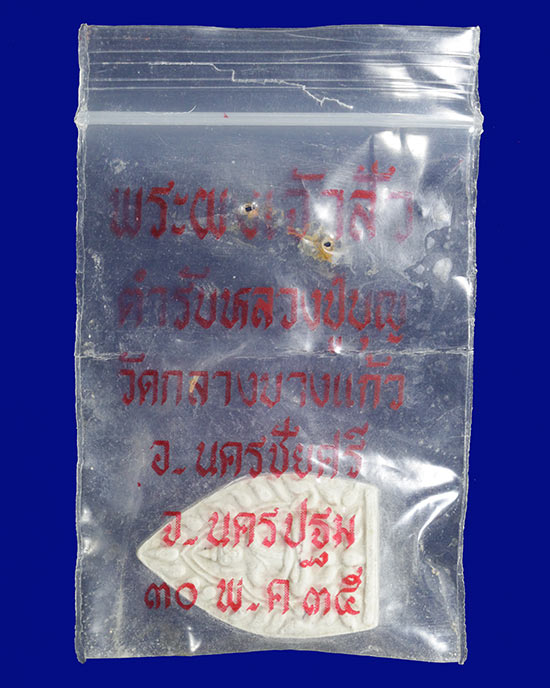 พระผงเจ้าสัว
ตำรับหลวงปู่บุญ
วัดกลางบางแก้ว
อ.นครชัยศรี
จ.นครปฐม
๓๐ พ.ค ๓๕